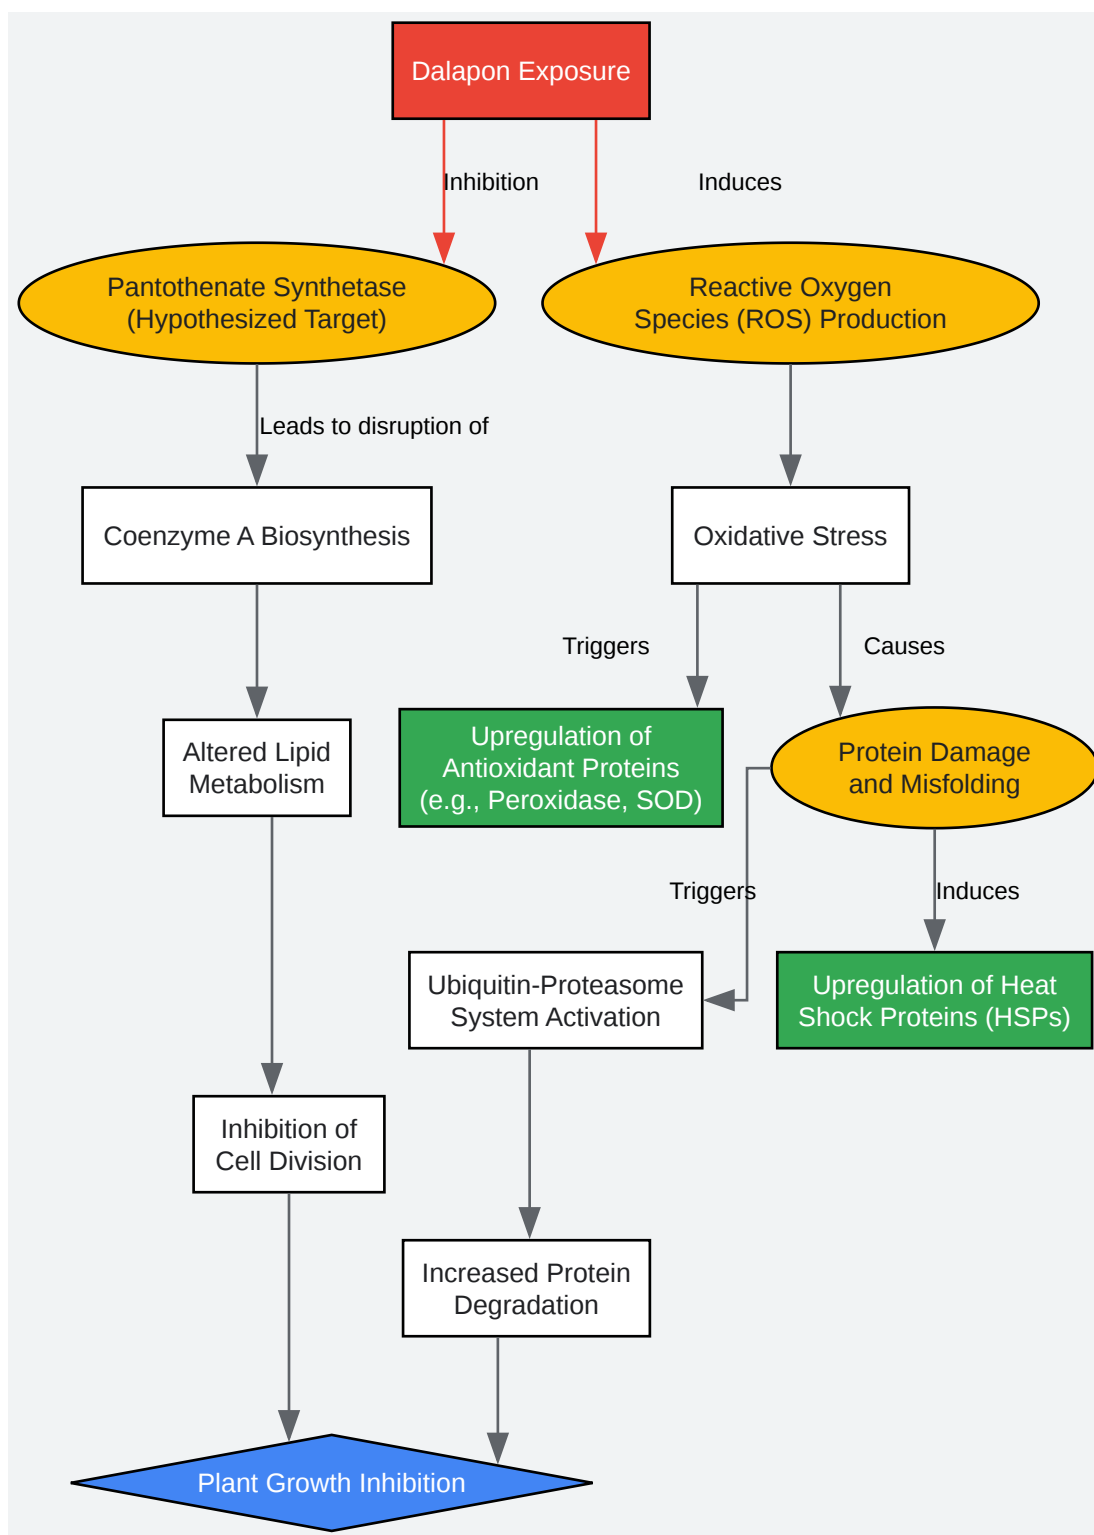 Dalapon Exposure
Inhibition
Induces
Pantothenate Synthetase
(Hypothesized Target)
Reactive Oxygen
Species (ROS) Production
Leads to disruption of
Coenzyme A Biosynthesis
Oxidative Stress
Triggers
Causes
Altered Lipid
Metabolism
Upregulation of
Antioxidant Proteins
(e.g., Peroxidase, SOD)
Protein Damage
and Misfolding
Triggers
Induces
Ubiquitin-Proteasome
System Activation
Upregulation of Heat
Shock Proteins (HSPs)
Inhibition of
Cell Division
Increased Protein
Degradation
Plant Growth Inhibition